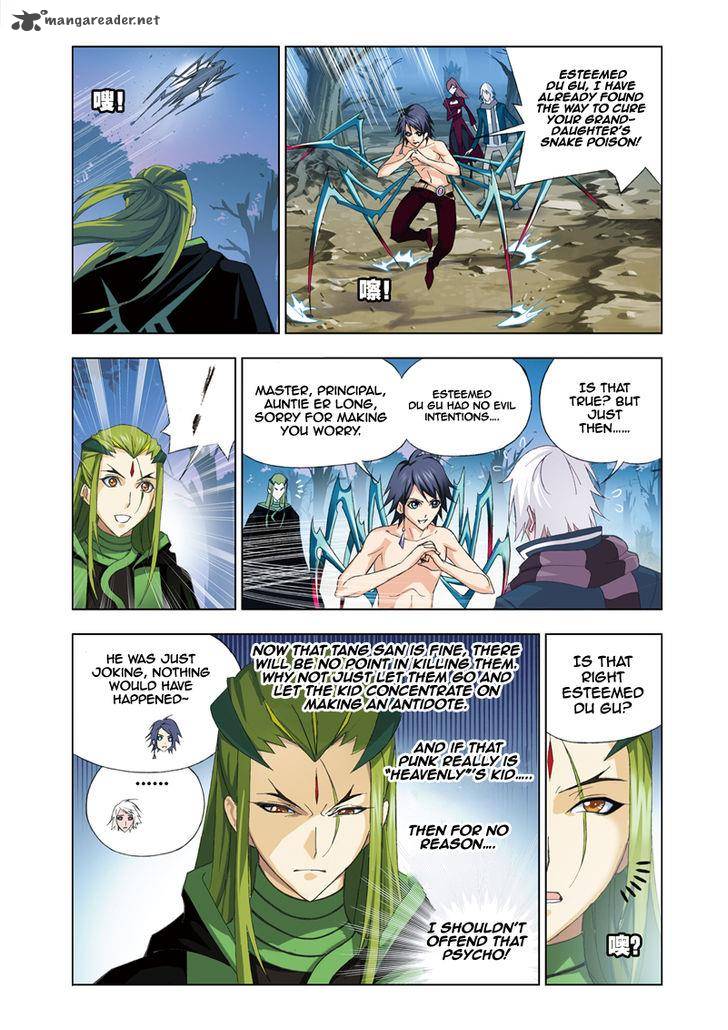 mangareader.net
嗖!
ESTEEMED
DU GU, I HAVE
ALREADY FOUND
THE WAY TO CURE
YOUR GRAND-
DAUGHTER'S
SNAKE POISON!
嚓!
MASTER, PRINCIPAL,
AUNTIE ER LONG,
SORRY FOR MAKING
YOU WORRY.
ESTEEMED
DU GU HAD NO EVIL
INTENTIONS....
IS THAT
TRUE? BUT
JUST
THEN......
HE WAS JUST
JOKING, NOTHING
WOULD HAVE
HAPPENED~
......
NOW THAT TANG SAN IS FINE, THERE
WILL BE NO POINT IN KILLING THEM.
WHY NOT JUST LET THEM GO AND
LET THE KID CONCENTRATE ON
MAKING AN ANTIDOTE.
AND IF THAT
PUNK REALLY IS
"HEAVENLY"'S KID.....
THEN FOR NO
REASON....
I SHOULDN'T
OFFEND THAT
PSYCHO!
IS THAT
RIGHT
ESTEEMED
DU GU?
噢?